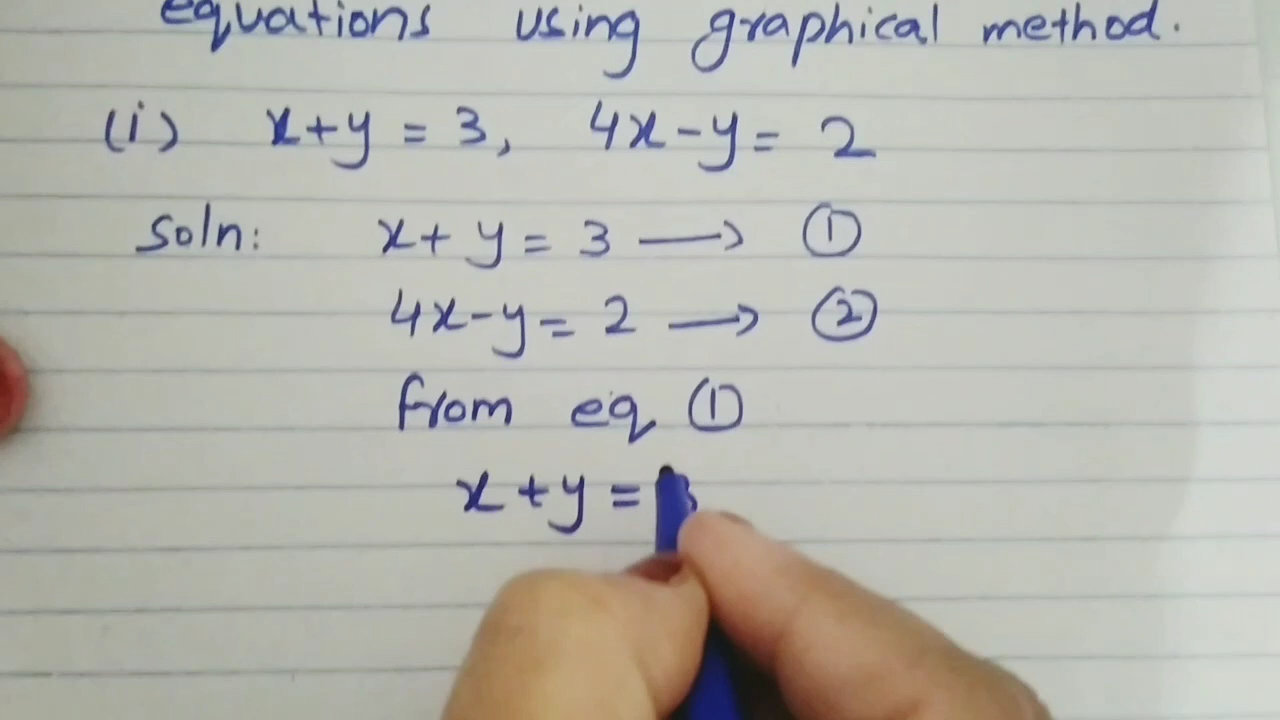 equations using graphical method.
(i) x+y = 3, 4x-y= 2
Soln: x+ y = 3 ⟶ ①
4x-y= 2 ⟶ ②
from eq ①
x +y =